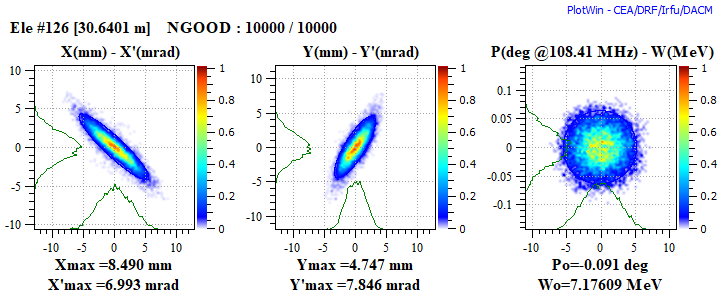 PlotWin - CEA/DRF/Irfu/DACM
Ele #126 [30.6401 m] NGOOD : 10000 / 10000
X(mm) - X'(mrad)
10
5
0
-5
-10
-10 -5 0 5 10
1
0.8
0.6
0.4
0.2
0
Xmax =8.490 mm
X'max =6.993 mrad
Y(mm) - Y'(mrad)
10
5
0
-5
-10
-10 -5 0 5 10
1
0.8
0.6
0.4
0.2
0
Ymax =4.747 mm
Y'max =7.846 mrad
P(deg @108.41 MHz) - W(MeV)
0.1
0.05
0
-0.05
-0.1
-10 -5 0 5 10
1
0.8
0.6
0.4
0.2
0
Po=-0.091 deg
Wo=7.17609 MeV